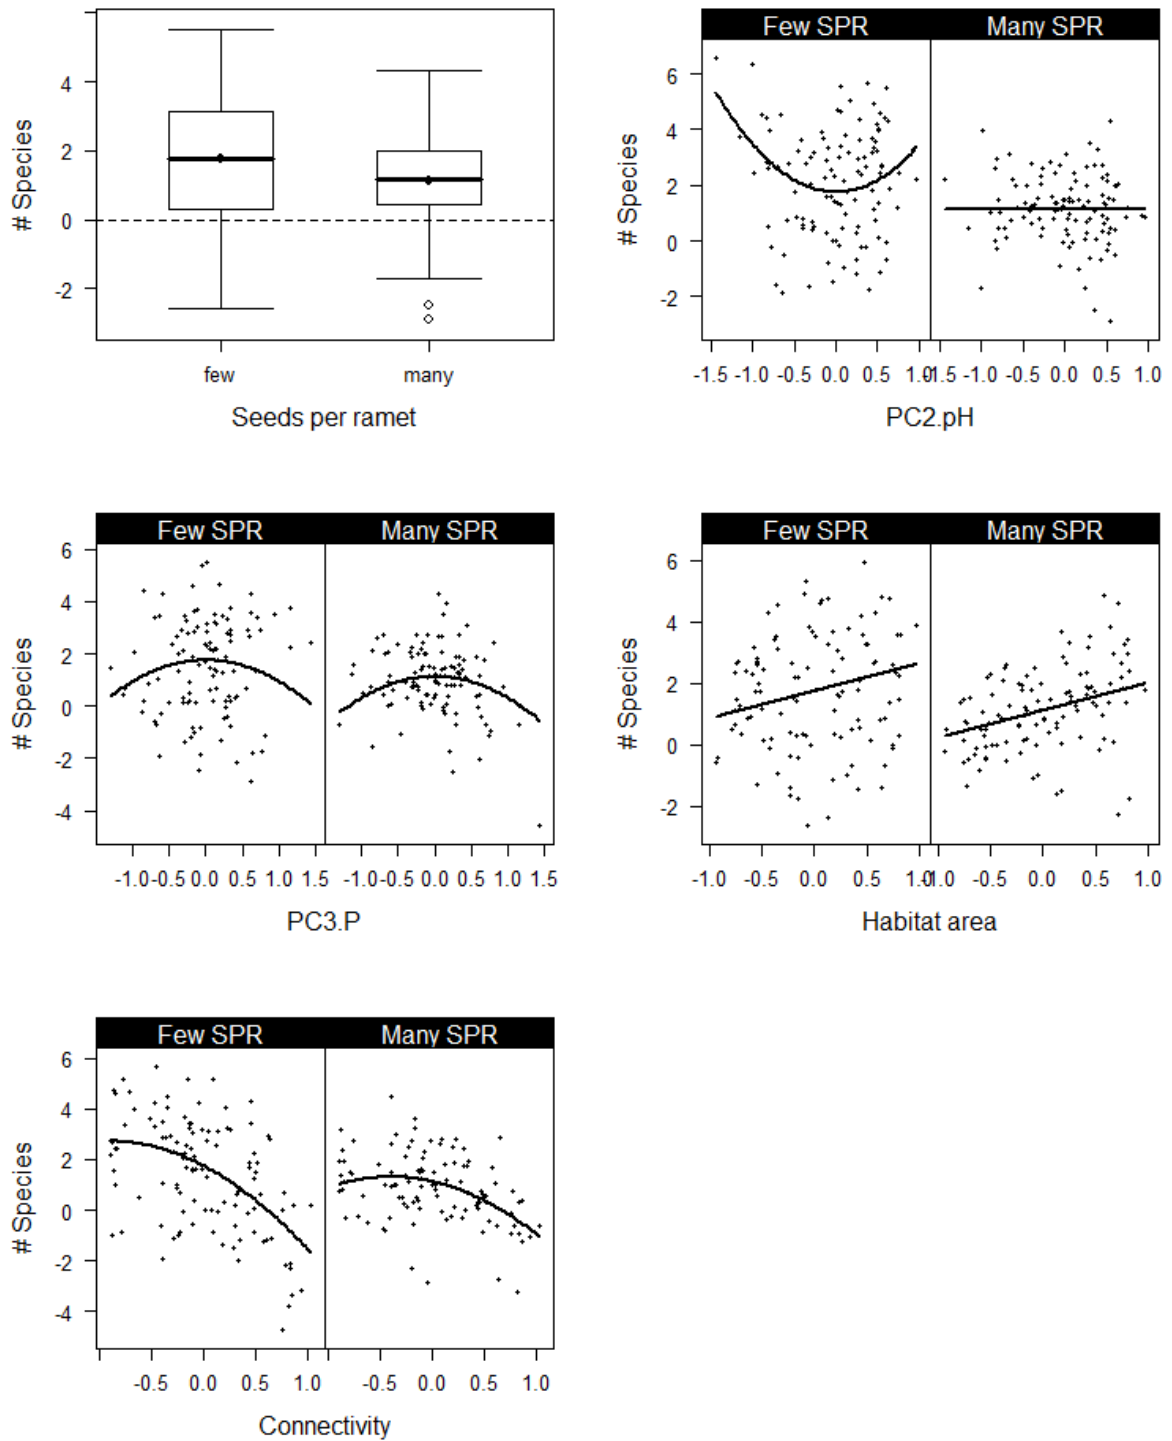 # Species
4
2
0
-2
few
many
Seeds per ramet
Few SPR
Many SPR
# Species
6
4
2
0
-2
-1.5 -1.0 -0.5 0.0 0.5 1.0
-1.5 -1.0 -0.5 0.0 0.5 1.0
PC2.pH
Few SPR
Many SPR
# Species
6
4
2
0
-2
-4
-1.0 -0.5 0.0 0.5 1.0 1.5
-1.0 -0.5 0.0 0.5 1.0 1.5
PC3.P
Few SPR
Many SPR
# Species
6
4
2
0
-2
-1.0 -0.5 0.0 0.5 1.0
-1.0 -0.5 0.0 0.5 1.0
Habitat area
Few SPR
Many SPR
# Species
6
4
2
0
-2
-4
-0.5 0.0 0.5 1.0
-0.5 0.0 0.5 1.0
Connectivity